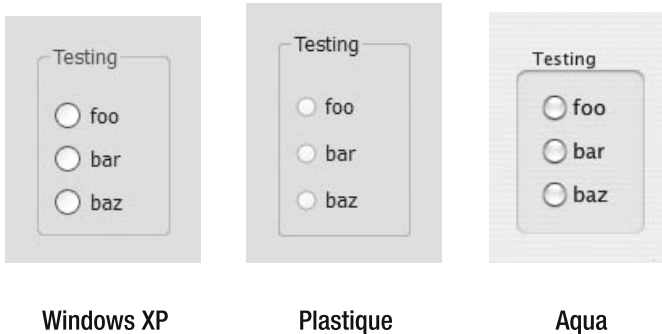 Testing
foo
bar
baz
Testing
foo
bar
baz
Testing
foo
bar
baz
Windows XP
Plastique
Aqua